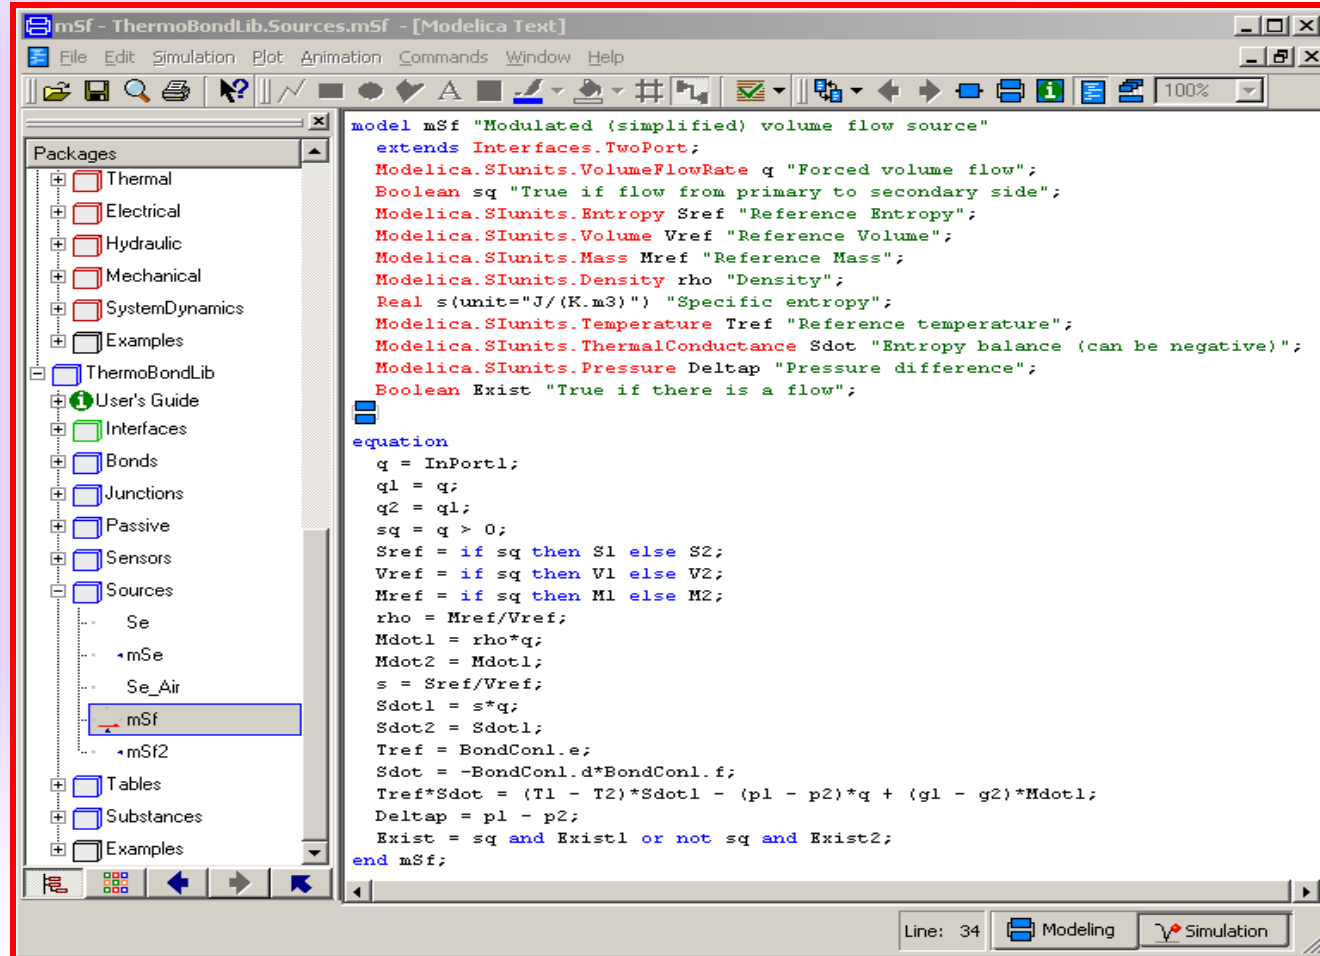 mSf - ThermoBondLib.Sources.mSf - [Modelica Text]
File Edit Simulation Plot Animation Commands Window Help
100%
Packages
Thermal
Electrical
Hydraulic
Mechanical
SystemDynamics
Examples
ThermoBondLib
User's Guide
Interfaces
Bonds
Junctions
Passive
Sensors
Sources
Se
mSe
Se_Air
mSf
mSf2
Tables
Substances
Examples
model mSf "Modulated (simplified) volume flow source"
extends Interfaces.TwoPort;
Modelica.SIunits.VolumeFlowRate q "Forced volume flow";
Boolean sq "True if flow from primary to secondary side";
Modelica.SIunits.Entropy Sref "Reference Entropy";
Modelica.SIunits.Volume Vref "Reference Volume";
Modelica.SIunits.Mass Mref "Reference Mass";
Modelica.SIunits.Density rho "Density";
Real s(unit="J/(K.m3)") "Specific entropy";
Modelica.SIunits.Temperature Tref "Reference temperature";
Modelica.SIunits.ThermalConductance Sdot "Entropy balance (can be negative)";
Modelica.SIunits.Pressure Deltap "Pressure difference";
Boolean Exist "True if there is a flow";
equation
q = InPort1;
q1 = q;
q2 = q1;
sq = q > 0;
Sref = if sq then S1 else S2;
Vref = if sq then V1 else V2;
Mref = if sq then M1 else M2;
rho = Mref/Vref;
Mdot1 = rho*q;
Mdot2 = Mdot1;
s = Sref/Vref;
Sdot1 = s*q;
Sdot2 = Sdot1;
Tref = BondCon1.e;
Sdot = -BondCon1.d*BondCon1.f;
Tref*Sdot = (T1 - T2)*Sdot1 - (p1 - p2)*q + (g1 - g2)*Mdot1;
Deltap = p1 - p2;
Exist = sq and Exist1 or not sq and Exist2;
end mSf;
Line: 34 Modeling Simulation